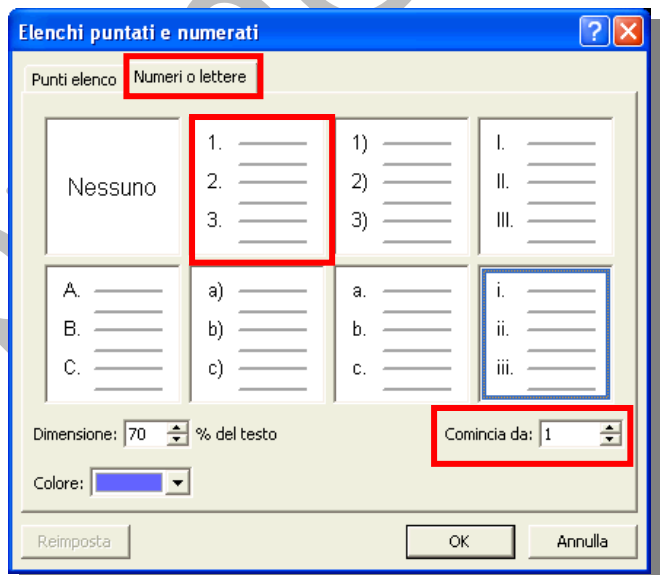 Elenchi puntati e numerati
Punti elenco
Numeri o lettere
Nessuno
1.
2.
3.
1)
2)
3)
I.
II.
III.
A.
B.
C.
a)
b)
c)
a.
b.
c.
i.
ii.
iii.
Dimensione: 70 % del testo
Comincia da: 1
Colore:
Reimposta
OK
Annulla